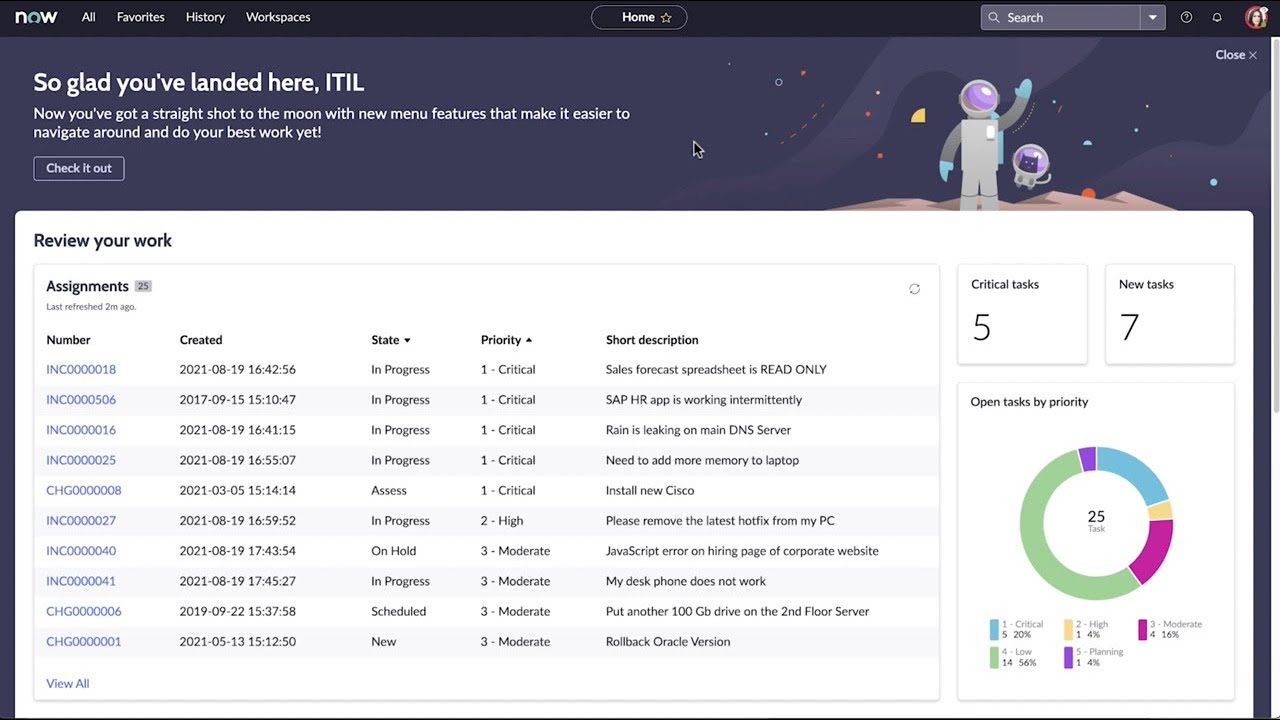 now All Favorites History Workspaces Home Search
Close
So glad you've landed here, ITIL
Now you've got a straight shot to the moon with new menu features that make it easier to
navigate around and do your best work yet!
Check it out
Review your work
Assignments 25
Last refreshed 2m ago.
Number Created State Priority Short description
INC0000018 2021-08-19 16:42:56 In Progress 1 - Critical Sales forecast spreadsheet is READ ONLY
INC0000506 2017-09-15 15:10:47 In Progress 1 - Critical SAP HR app is working intermittently
INC0000016 2021-08-19 16:41:15 In Progress 1 - Critical Rain is leaking on main DNS Server
INC0000025 2021-08-19 16:55:07 In Progress 1 - Critical Need to add more memory to laptop
CHG0000008 2021-03-05 15:14:14 Assess 1 - Critical Install new Cisco
INC0000027 2021-08-19 16:59:52 In Progress 2 - High Please remove the latest hotfix from my PC
INC0000040 2021-08-19 17:43:54 On Hold 3 - Moderate JavaScript error on hiring page of corporate website
INC0000041 2021-08-19 17:45:27 In Progress 3 - Moderate My desk phone does not work
CHG0000006 2019-09-22 15:37:58 Scheduled 3 - Moderate Put another 100 Gb drive on the 2nd Floor Server
CHG0000001 2021-05-13 15:12:50 New 3 - Moderate Rollback Oracle Version
View All
Critical tasks
5
New tasks
7
Open tasks by priority
25
Task
1 - Critical 2 - High 3 - Moderate
5 20% 1 4% 4 16%
4 - Low 5 - Planning
14 56% 1 4%